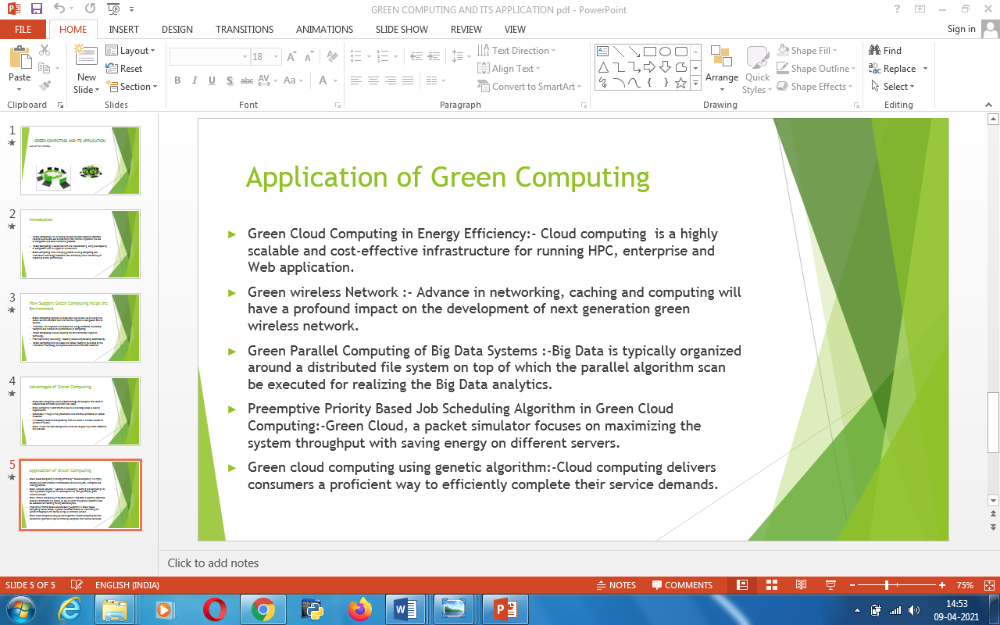 GREEN COMPUTING AND ITS APPLICATION pdf - PowerPoint
FILE HOME INSERT DESIGN TRANSITIONS ANIMATIONS SLIDE SHOW REVIEW VIEW Sign in
Paste
Clipboard
New Slide
Layout
Reset
Section
Slides
18
B I U S abc AV Aa A
Font
Text Direction
Align Text
Convert to SmartArt
Paragraph
Arrange
Quick Styles
Shape Fill
Shape Outline
Shape Effects
Drawing
Find
Replace
Select
Editing
1
GREEN COMPUTING AND ITS APPLICATION
2
Introduction
3
How Support Green Computing helps the
Environment
4
Advantages of Green Computing
5
Application of Green Computing
Application of Green Computing
Green Cloud Computing in Energy Efficiency:- Cloud computing is a highly
scalable and cost-effective infrastructure for running HPC, enterprise and
Web application.
Green wireless Network :- Advance in networking, caching and computing will
have a profound impact on the development of next generation green
wireless network.
Green Parallel Computing of Big Data Systems :-Big Data is typically organized
around a distributed file system on top of which the parallel algorithm scan
be executed for realizing the Big Data analytics.
Preemptive Priority Based Job Scheduling Algorithm in Green Cloud
Computing:-Green Cloud, a packet simulator focuses on maximizing the
system throughput with saving energy on different servers.
Green cloud computing using genetic algorithm:-Cloud computing delivers
consumers a proficient way to efficiently complete their service demands.
Click to add notes
SLIDE 5 OF 5 ENGLISH (INDIA) NOTES COMMENTS 75%
14:53
09-04-2021